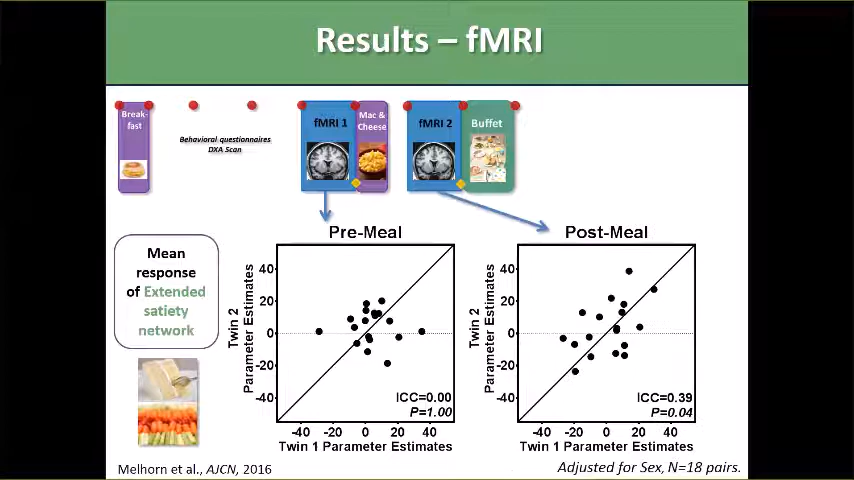 Results – fMRI
Break-
fast
Behavioral questionnaires
DXA Scan
fMRI 1
Mac &
Cheese
fMRI 2
Buffet
Mean
response
of Extended
satiety
network
Pre-Meal
Twin 2
Parameter Estimates
40
20
0
-20
-40
ICC=0.00
P=1.00
-40 -20 0 20 40
Twin 1 Parameter Estimates
Post-Meal
Twin 2
Parameter Estimates
40
20
0
-20
-40
ICC=0.39
P=0.04
-40 -20 0 20 40
Twin 1 Parameter Estimates
Melhorn et al., AJCN, 2016
Adjusted for Sex, N=18 pairs.